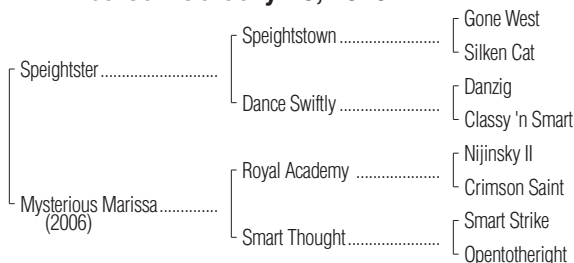 Gone West
Speightstown
Silken Cat
Speightster
Danzig
Dance Swiftly
Classy 'n Smart
Nijinsky II
Royal Academy
Crimson Saint
Mysterious Marissa
(2006)
Smart Strike
Smart Thought
Opentotheright